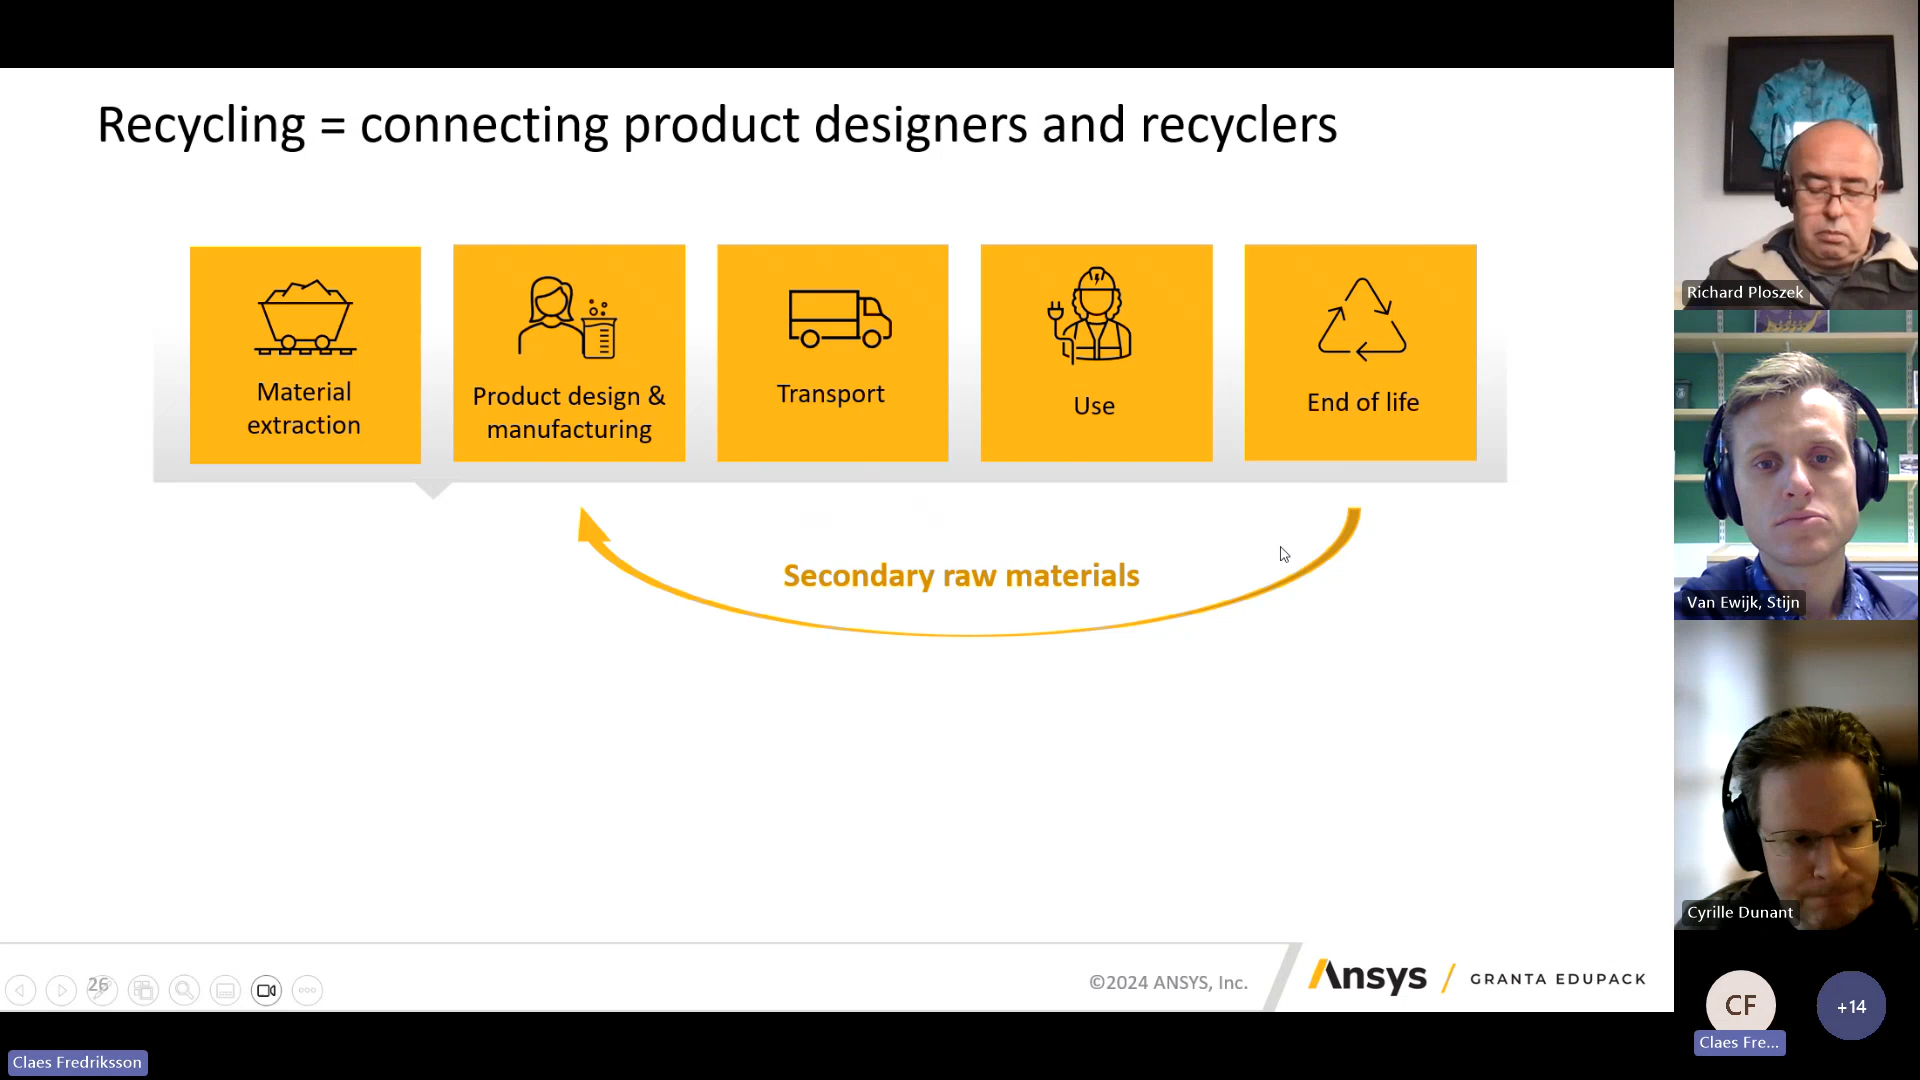 Recycling = connecting product designers and recyclers
Material
extraction
Product design &
manufacturing
Transport
Use
End of life
Secondary raw materials
26
©2024 ANSYS, Inc.
Ansys / GRANTA EDUPACK
Claes Fredriksson
Richard Ploszek
Van Ewijk, Stijn
Cyrille Dunant
CF
Claes Fre...
+14